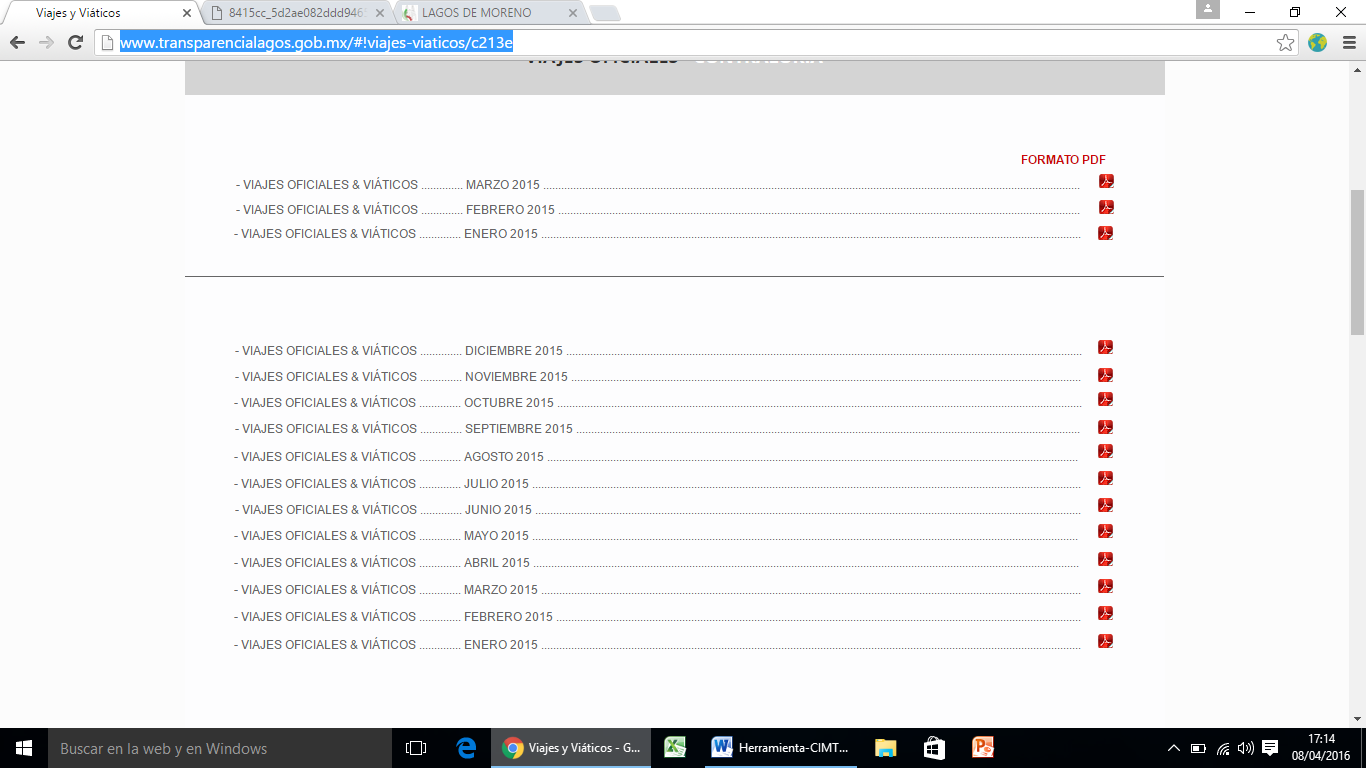 Viajes y Viáticos
8415cc_5d2ae082ddd9465
LAGOS DE MORENO
www.transparencialagos.gob.mx/#!viajes-viaticos/c213e
FORMATO PDF
- VIAJES OFICIALES & VIÁTICOS ............. MARZO 2015
- VIAJES OFICIALES & VIÁTICOS ............. FEBRERO 2015
- VIAJES OFICIALES & VIÁTICOS ............. ENERO 2015
- VIAJES OFICIALES & VIÁTICOS ............. DICIEMBRE 2015
- VIAJES OFICIALES & VIÁTICOS ............. NOVIEMBRE 2015
- VIAJES OFICIALES & VIÁTICOS ............. OCTUBRE 2015
- VIAJES OFICIALES & VIÁTICOS ............. SEPTIEMBRE 2015
- VIAJES OFICIALES & VIÁTICOS ............. AGOSTO 2015
- VIAJES OFICIALES & VIÁTICOS ............. JULIO 2015
- VIAJES OFICIALES & VIÁTICOS ............. JUNIO 2015
- VIAJES OFICIALES & VIÁTICOS ............. MAYO 2015
- VIAJES OFICIALES & VIÁTICOS ............. ABRIL 2015
- VIAJES OFICIALES & VIÁTICOS ............. MARZO 2015
- VIAJES OFICIALES & VIÁTICOS ............. FEBRERO 2015
- VIAJES OFICIALES & VIÁTICOS ............. ENERO 2015
Buscar en la web y en Windows
Viajes y Viáticos - G...
Herramienta-CIMT...
17:14
08/04/2016